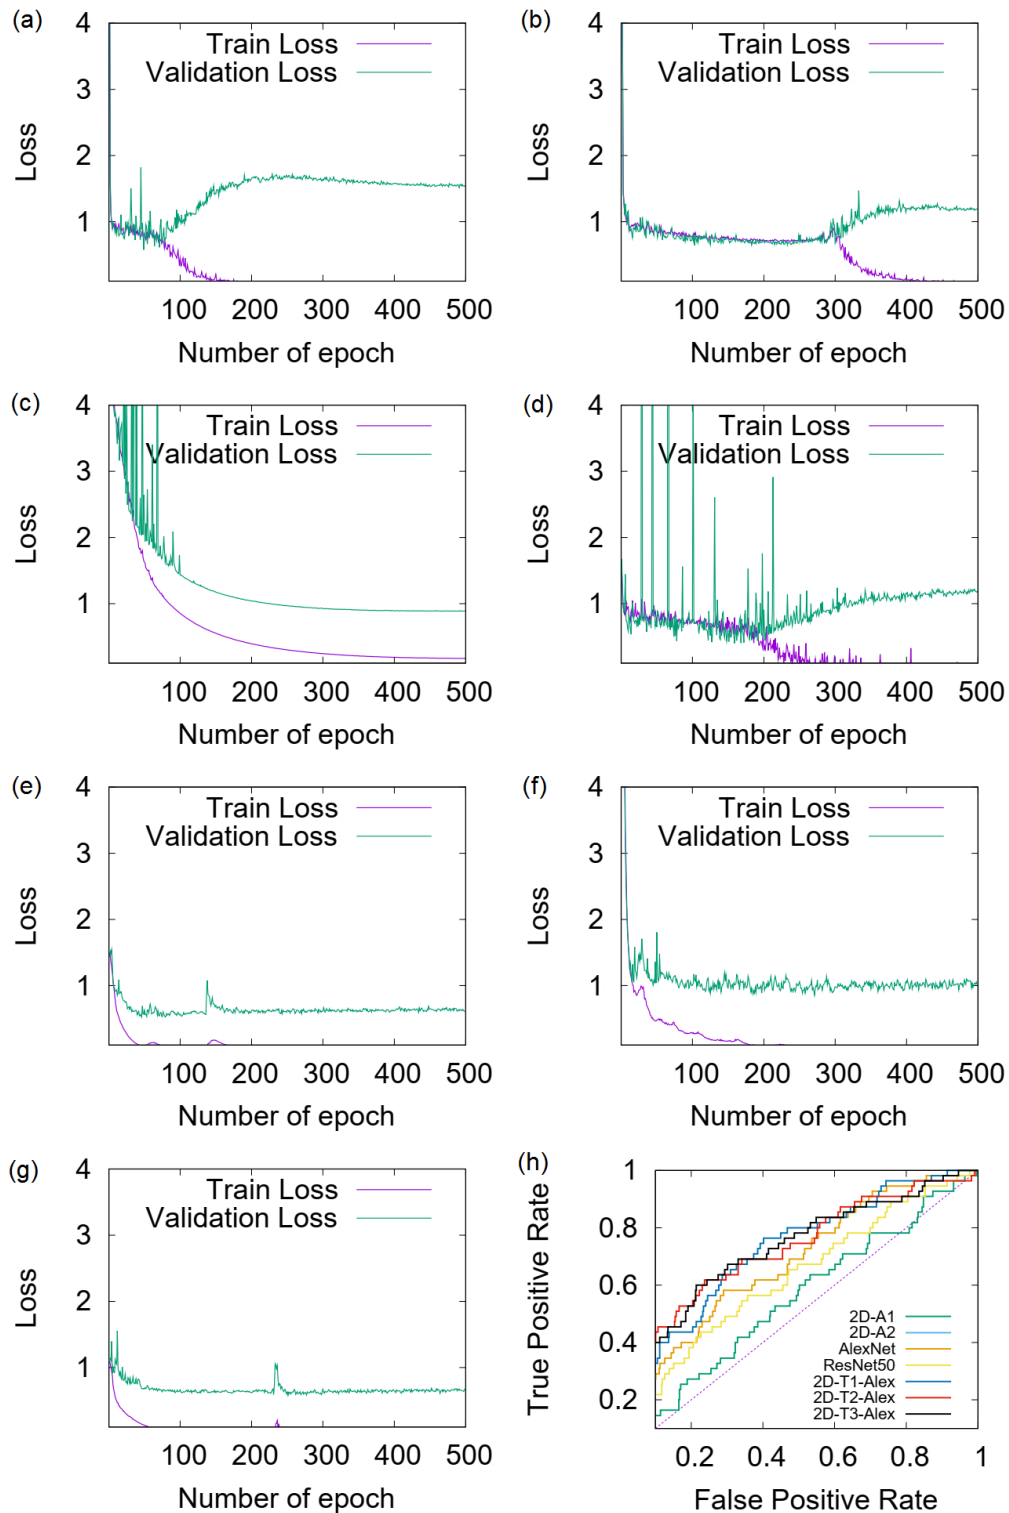 (a)
4
3
2
1
Loss
Train Loss
Validation Loss
100 200 300 400 500
Number of epoch
(b)
4
3
2
1
Loss
Train Loss
Validation Loss
100 200 300 400 500
Number of epoch
(c)
4
3
2
1
Loss
Train Loss
Validation Loss
100 200 300 400 500
Number of epoch
(d)
4
3
2
1
Loss
Train Loss
Validation Loss
100 200 300 400 500
Number of epoch
(e)
4
3
2
1
Loss
Train Loss
Validation Loss
100 200 300 400 500
Number of epoch
(f)
4
3
2
1
Loss
Train Loss
Validation Loss
100 200 300 400 500
Number of epoch
(g)
4
3
2
1
Loss
Train Loss
Validation Loss
100 200 300 400 500
Number of epoch
(h)
1
0.8
0.6
0.4
0.2
True Positive Rate
2D-A1
2D-A2
AlexNet
ResNet50
2D-T1-Alex
2D-T2-Alex
2D-T3-Alex
0.2 0.4 0.6 0.8 1
False Positive Rate